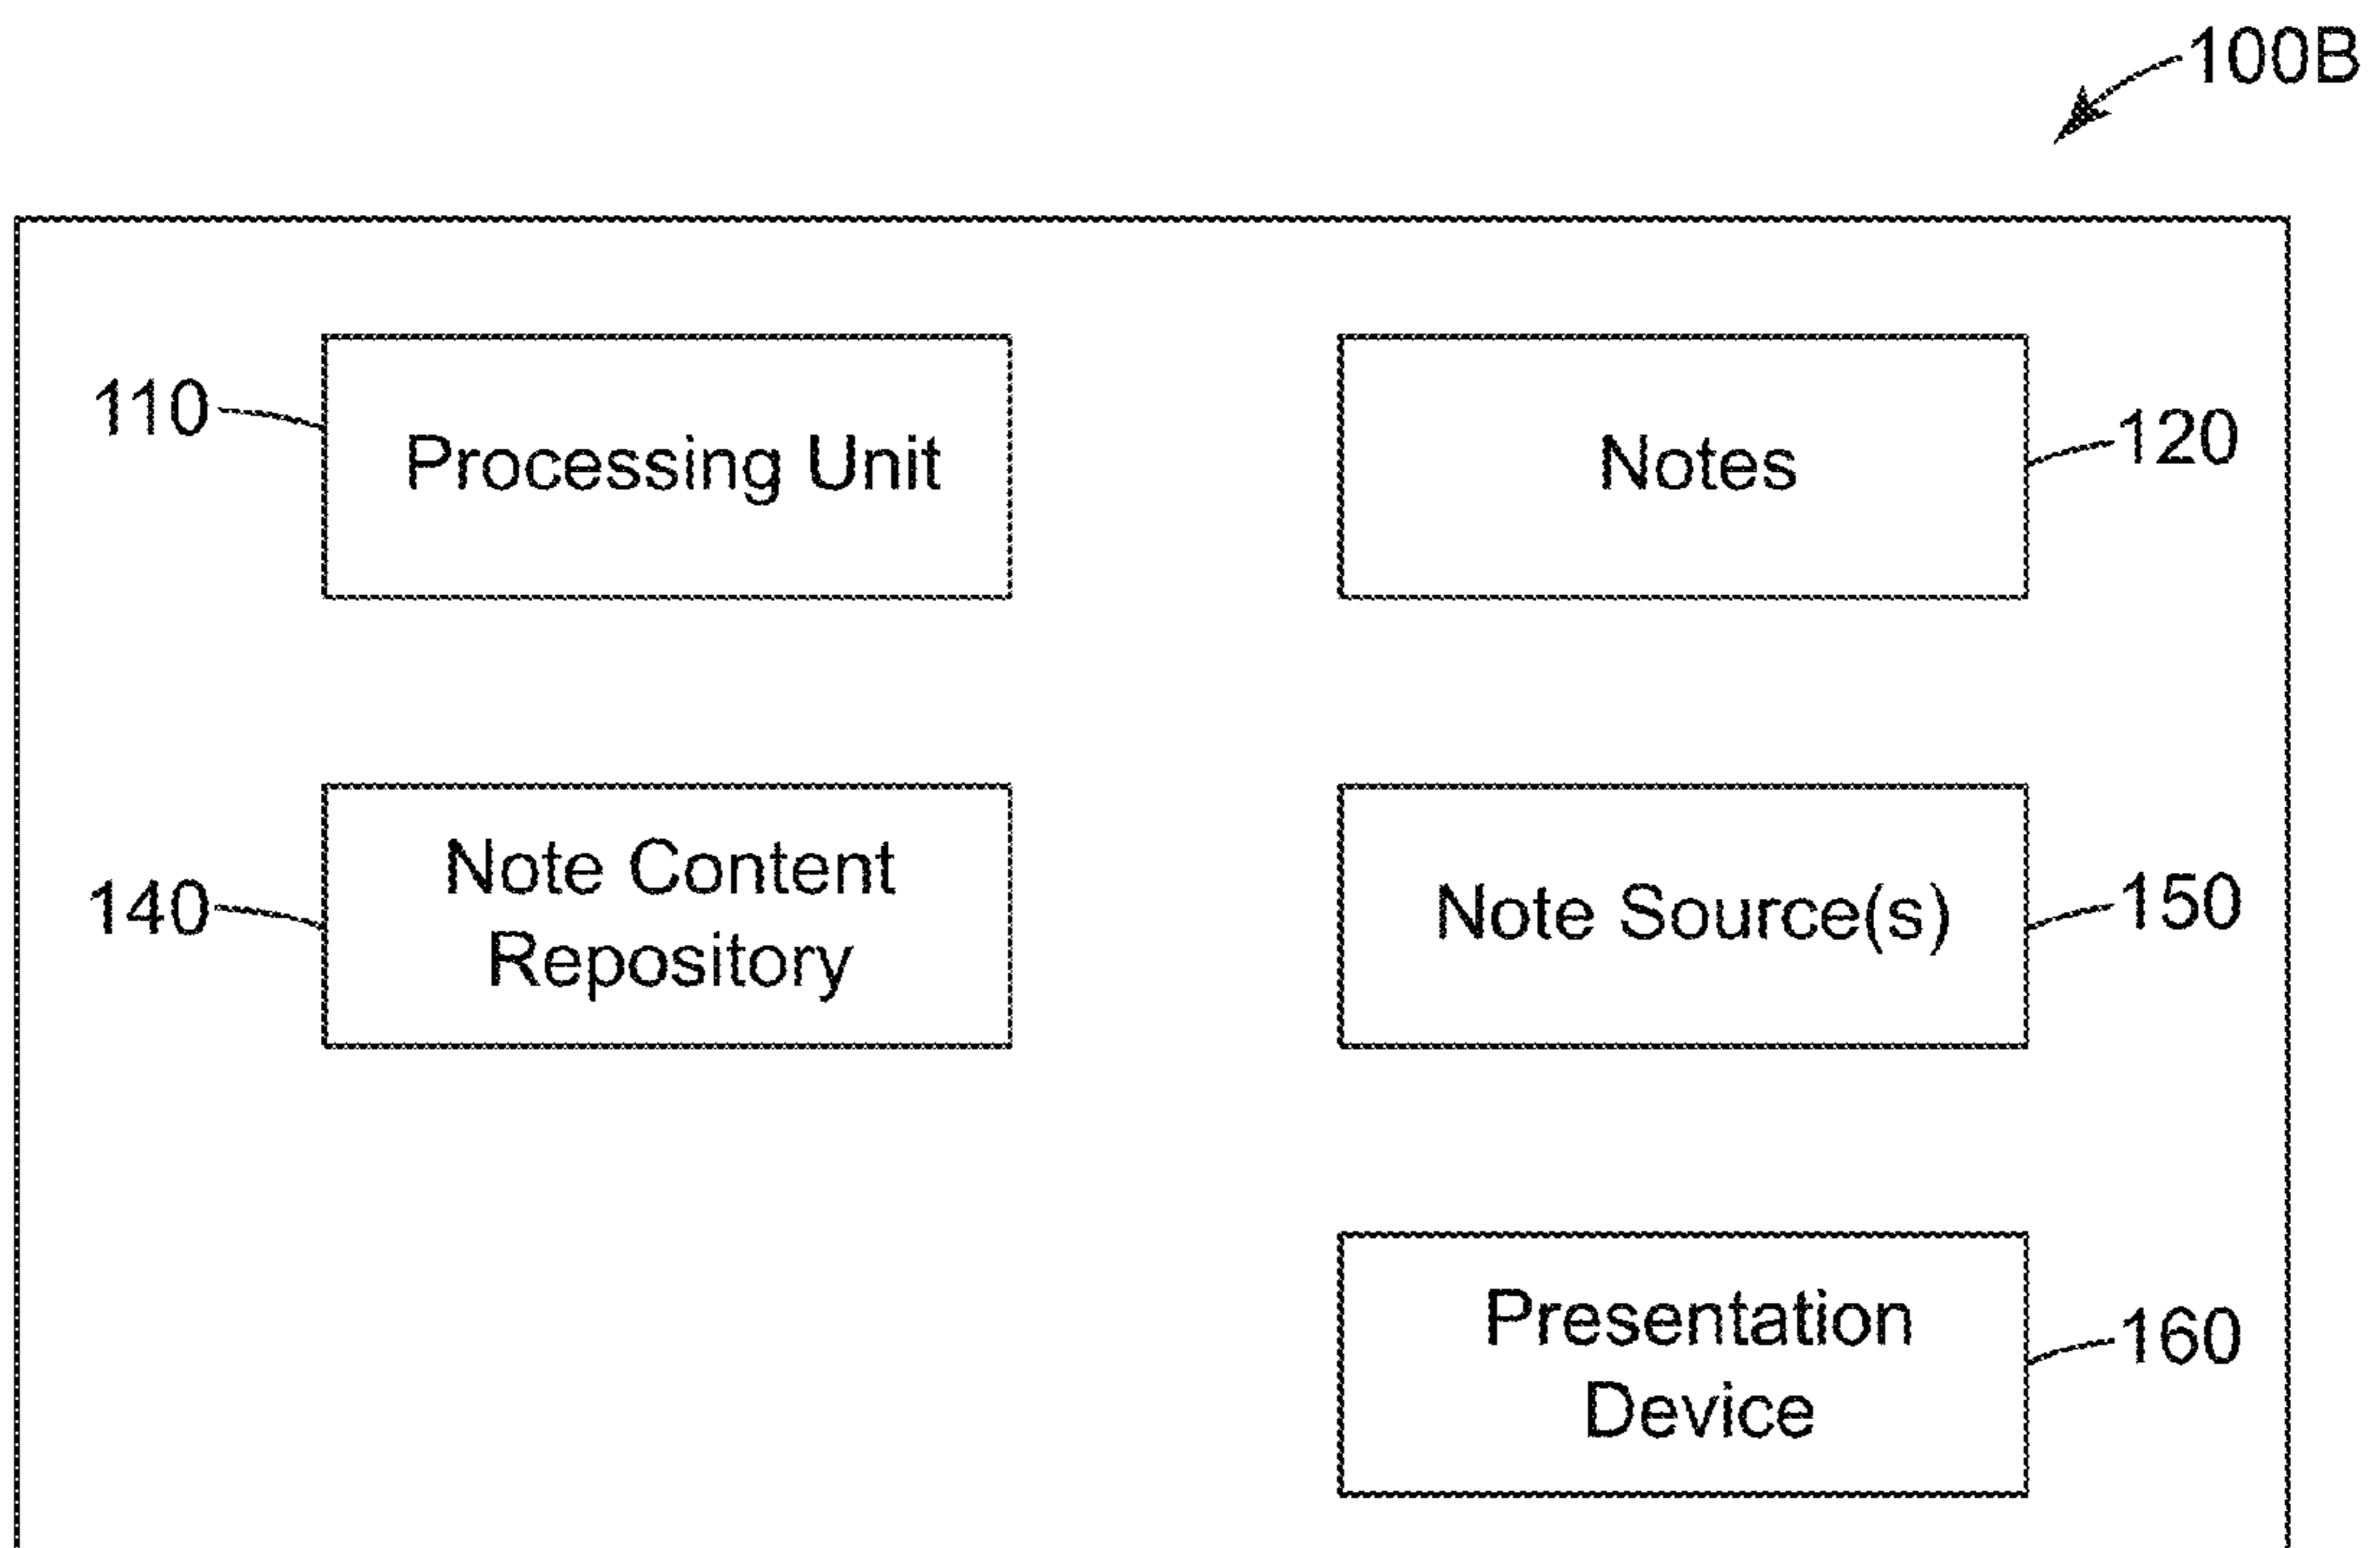 100B
110
Processing Unit
Notes
120
140
Note Content
Repository
Note Source(s)
150
Presentation
Device
160